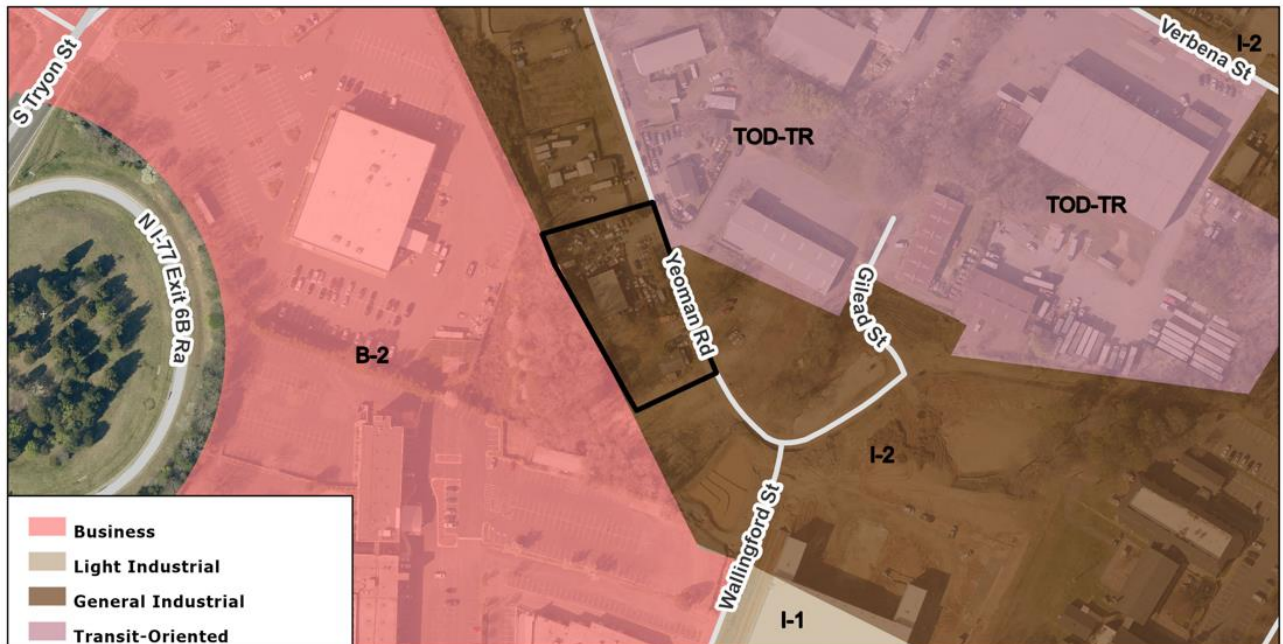 S Tryon St
Verbena St
I-2
TOD-TR
TOD-TR
N I-77 Exit 6B Ra
Yeoman Rd
Gilead St
B-2
I-2
Wallingford St
I-1
Business
Light Industrial
General Industrial
Transit-Oriented